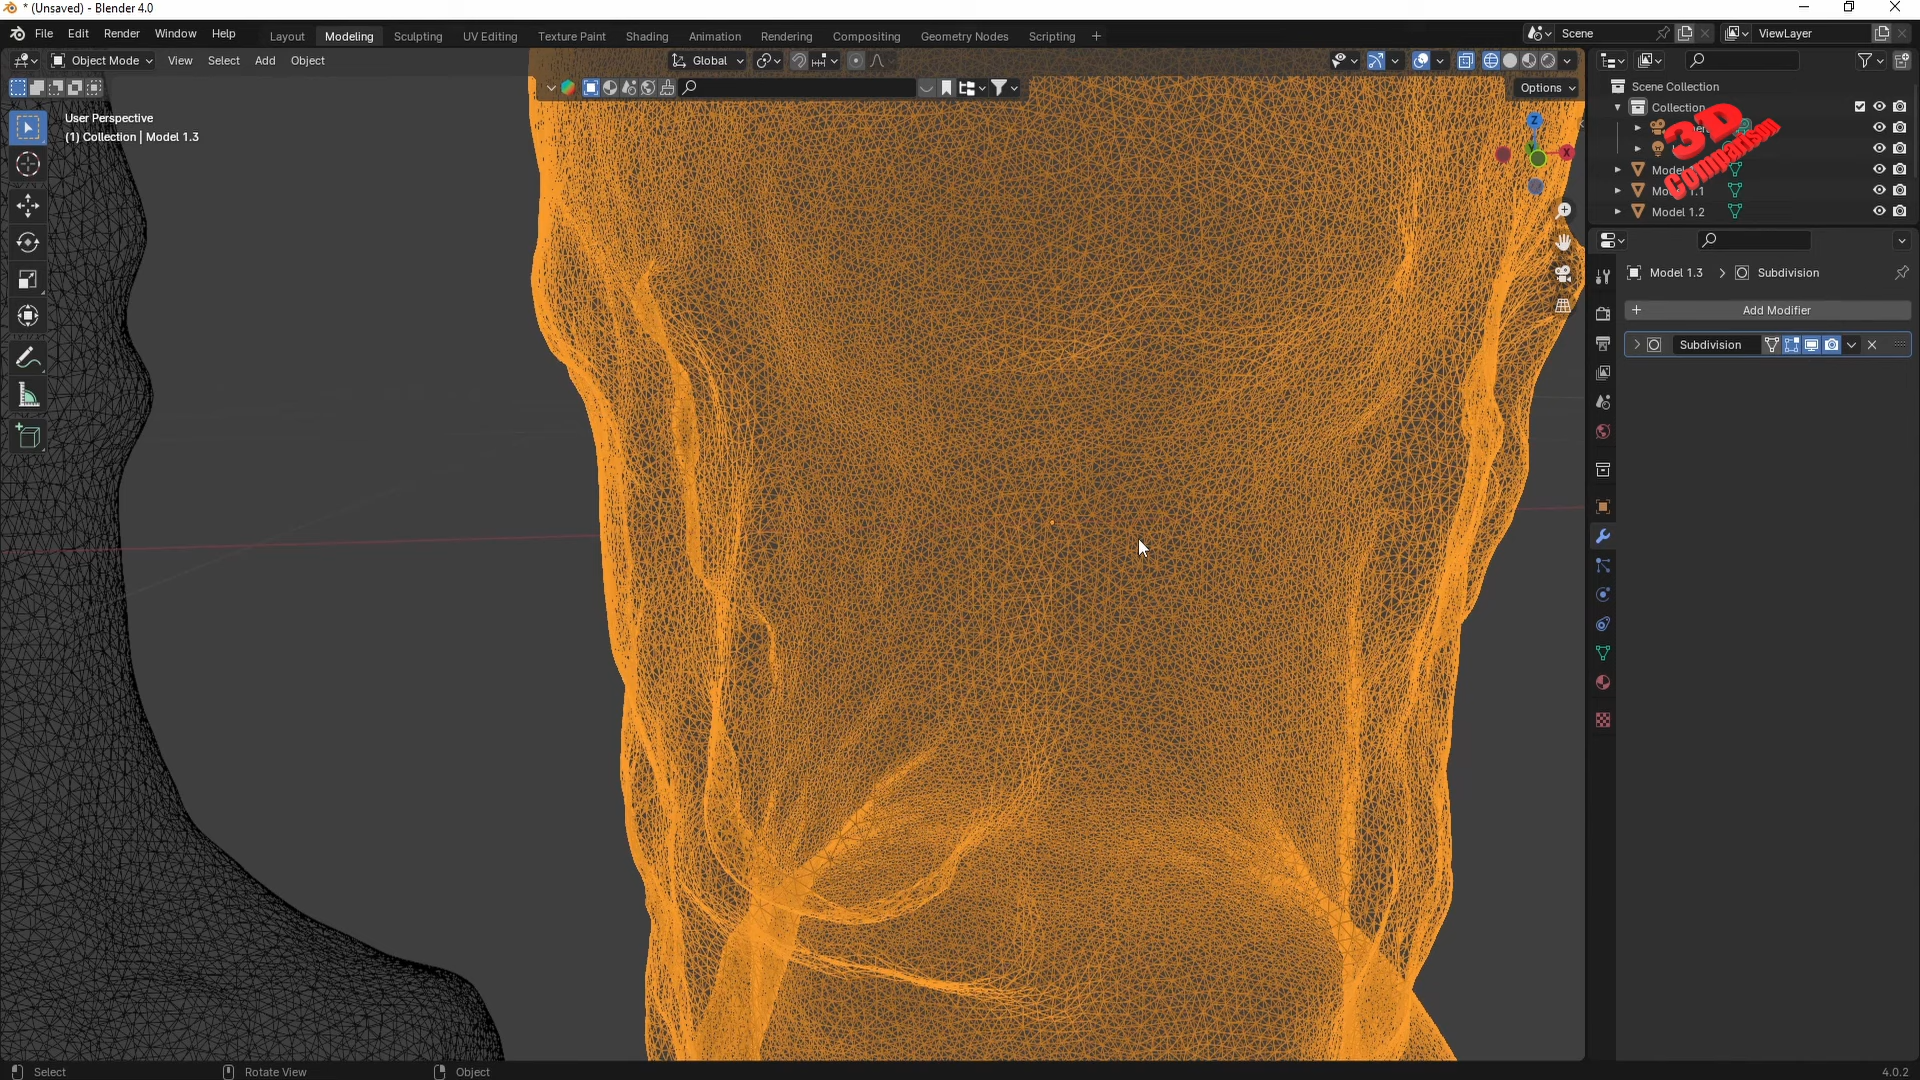 * (Unsaved) - Blender 4.0
File Edit Render Window Help
Layout Modeling Sculpting UV Editing Texture Paint Shading Animation Rendering Compositing Geometry Nodes Scripting +
Scene
ViewLayer
Object Mode View Select Add Object
Global
Options
User Perspective
(1) Collection | Model 1.3
Z
X
Scene Collection
Collection
3D
Comparison
Model 1.2
Model 1.3 > Subdivision
+ Add Modifier
Subdivision
Select
Rotate View
Object
4.0.2